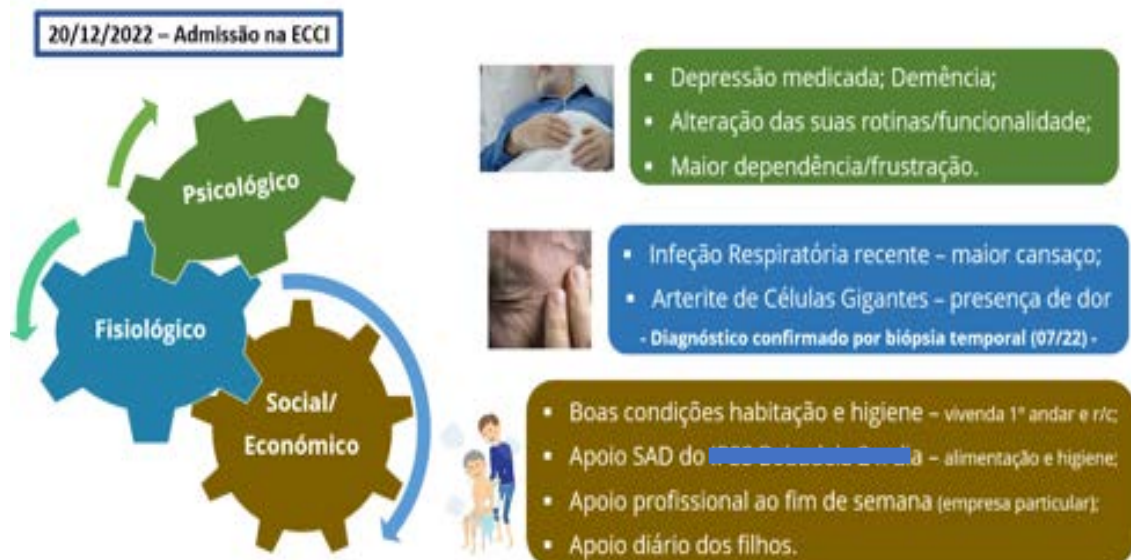 20/12/2022 – Admissão na ECCI
Psicológico
▪ Depressão medicada; Demência;
▪ Alteração das suas rotinas/funcionalidade;
▪ Maior dependência/frustração.
Fisiológico
▪ Infeção Respiratória recente – maior cansaço;
▪ Arterite de Células Gigantes – presença de dor
- Diagnóstico confirmado por biópsia temporal (07/22) -
Social/
Económico
▪ Boas condições habitação e higiene – vivenda 1º andar e r/c;
▪ Apoio SAD do – alimentação e higiene;
▪ Apoio profissional ao fim de semana (empresa particular);
▪ Apoio diário dos filhos.